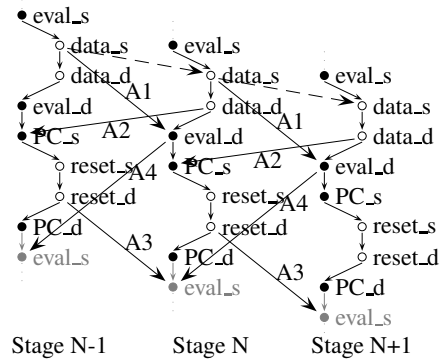 eval_s
data_s
eval_s
data_d
A1
data_s
eval_s
eval_d
data_d
A1
data_s
PC_s
A2
eval_d
data_d
reset_s
A4
PC_s
A2
eval_d
reset_d
reset_s
A4
PC_s
PC_d
A3
reset_d
reset_s
eval_s
PC_d
A3
reset_d
eval_s
PC_d
eval_s
Stage N-1 Stage N Stage N+1